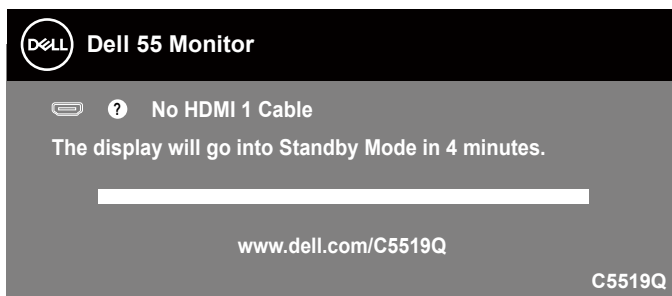 DELL Dell 55 Monitor
? No HDMI 1 Cable
The display will go into Standby Mode in 4 minutes.
www.dell.com/C5519Q
C5519Q